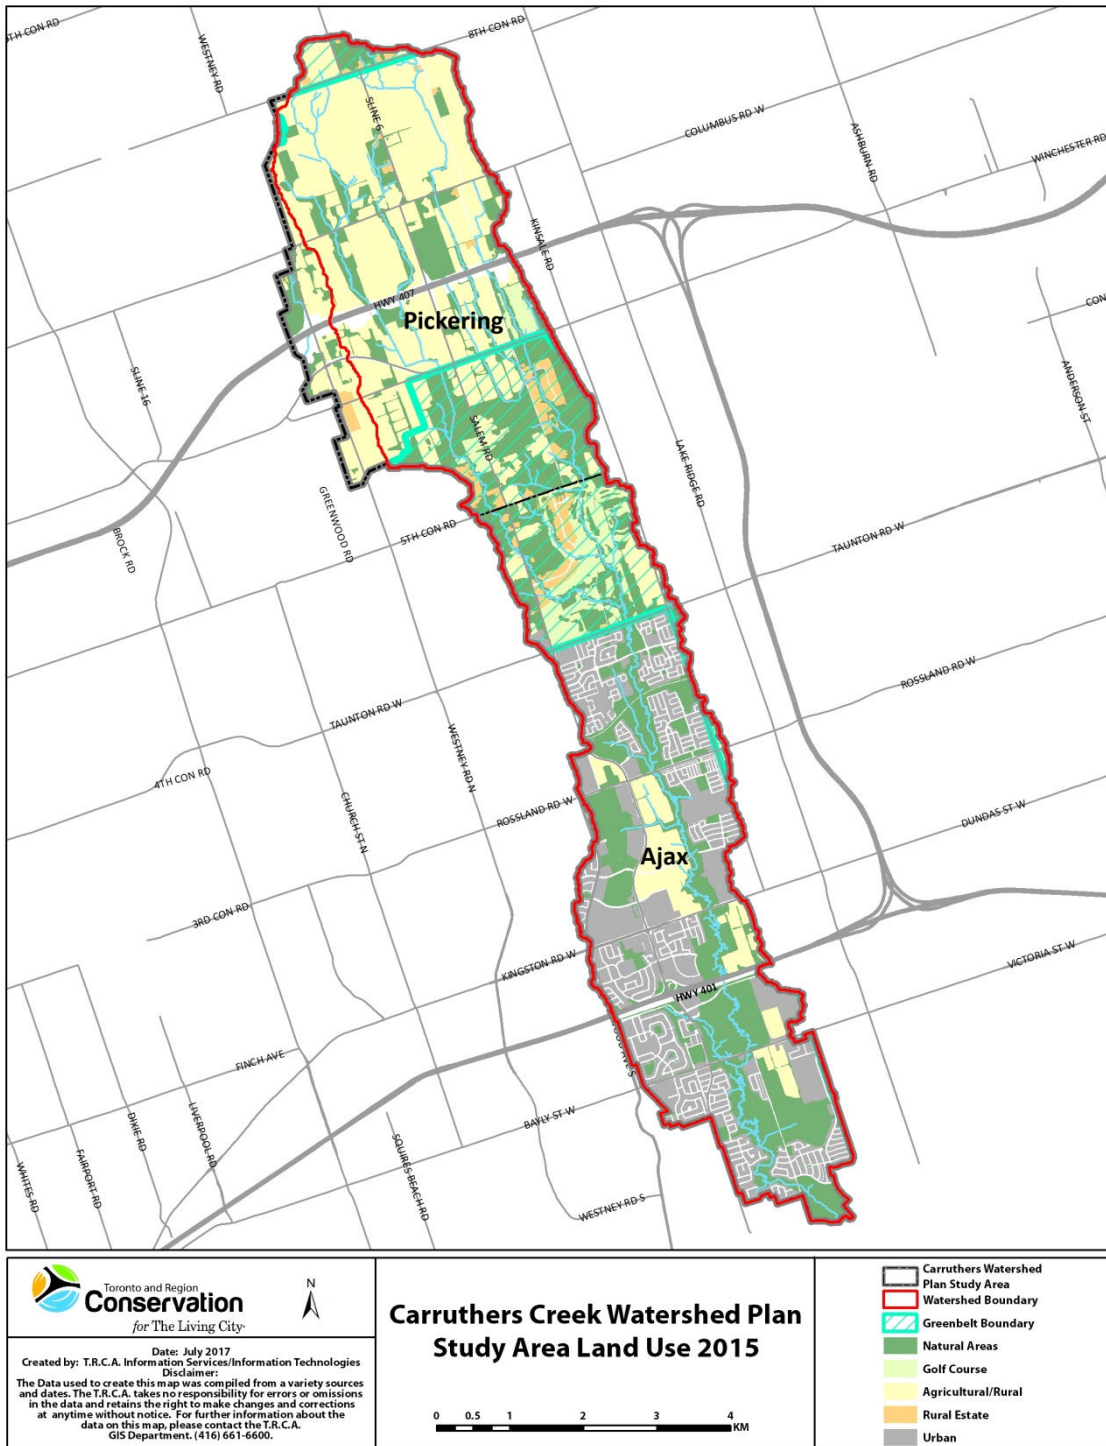 5TH CON RD
WESTNEY RD
8TH CON RD
SLINE 6
COLUMBUS RD W
ASHBURN RD
WINCHESTER RD
KINSALE RD
HWY 407
Pickering
CON
SLINE 16
ANDERSON ST
SALEM RD
LAKE RIDGE RD
GREENWOOD RD
5TH CON RD
BROCK RD
TAUNTON RD W
ROSSLAND RD W
TAUNTON RD W
WESTNEY RD N
4TH CON RD
CHURCH ST N
ROSSLAND RD W
DUNDAS ST W
Ajax
3RD CON RD
KINGSTON RD W
VICTORIA ST W
HWY 401
FINCH AVE
BAYLY ST W
DIXIE RD
LIVERPOOL RD
SQUIRES BEACH RD
WHITES RD
FAIRPORT RD
WESTNEY RD S
Toronto and Region
Conservation
for The Living City
N
Date: July 2017
Created by: T.R.C.A. Information Services/Information Technologies
Disclaimer:
The Data used to create this map was compiled from a variety sources
and dates. The T.R.C.A. takes no responsibility for errors or omissions
in the data and retains the right to make changes and corrections
at anytime without notice. For further information about the
data on this map, please contact the T.R.C.A.
GIS Department. (416) 661-6600.
Carruthers Creek Watershed Plan
Study Area Land Use 2015
0 0.5 1 2 3 4
KM
Carruthers Watershed
Plan Study Area
Watershed Boundary
Greenbelt Boundary
Natural Areas
Golf Course
Agricultural/Rural
Rural Estate
Urban